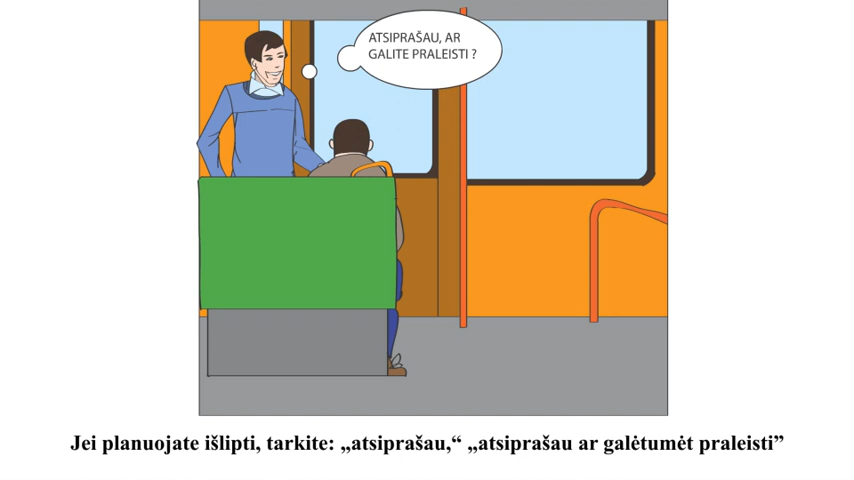 ATSIPRAŠAU, AR
GALITE PRALEISTI ?
Jei planuojate išlipti, tarkite: „atsiprašau,“ „atsiprašau ar galėtumėt praleisti”